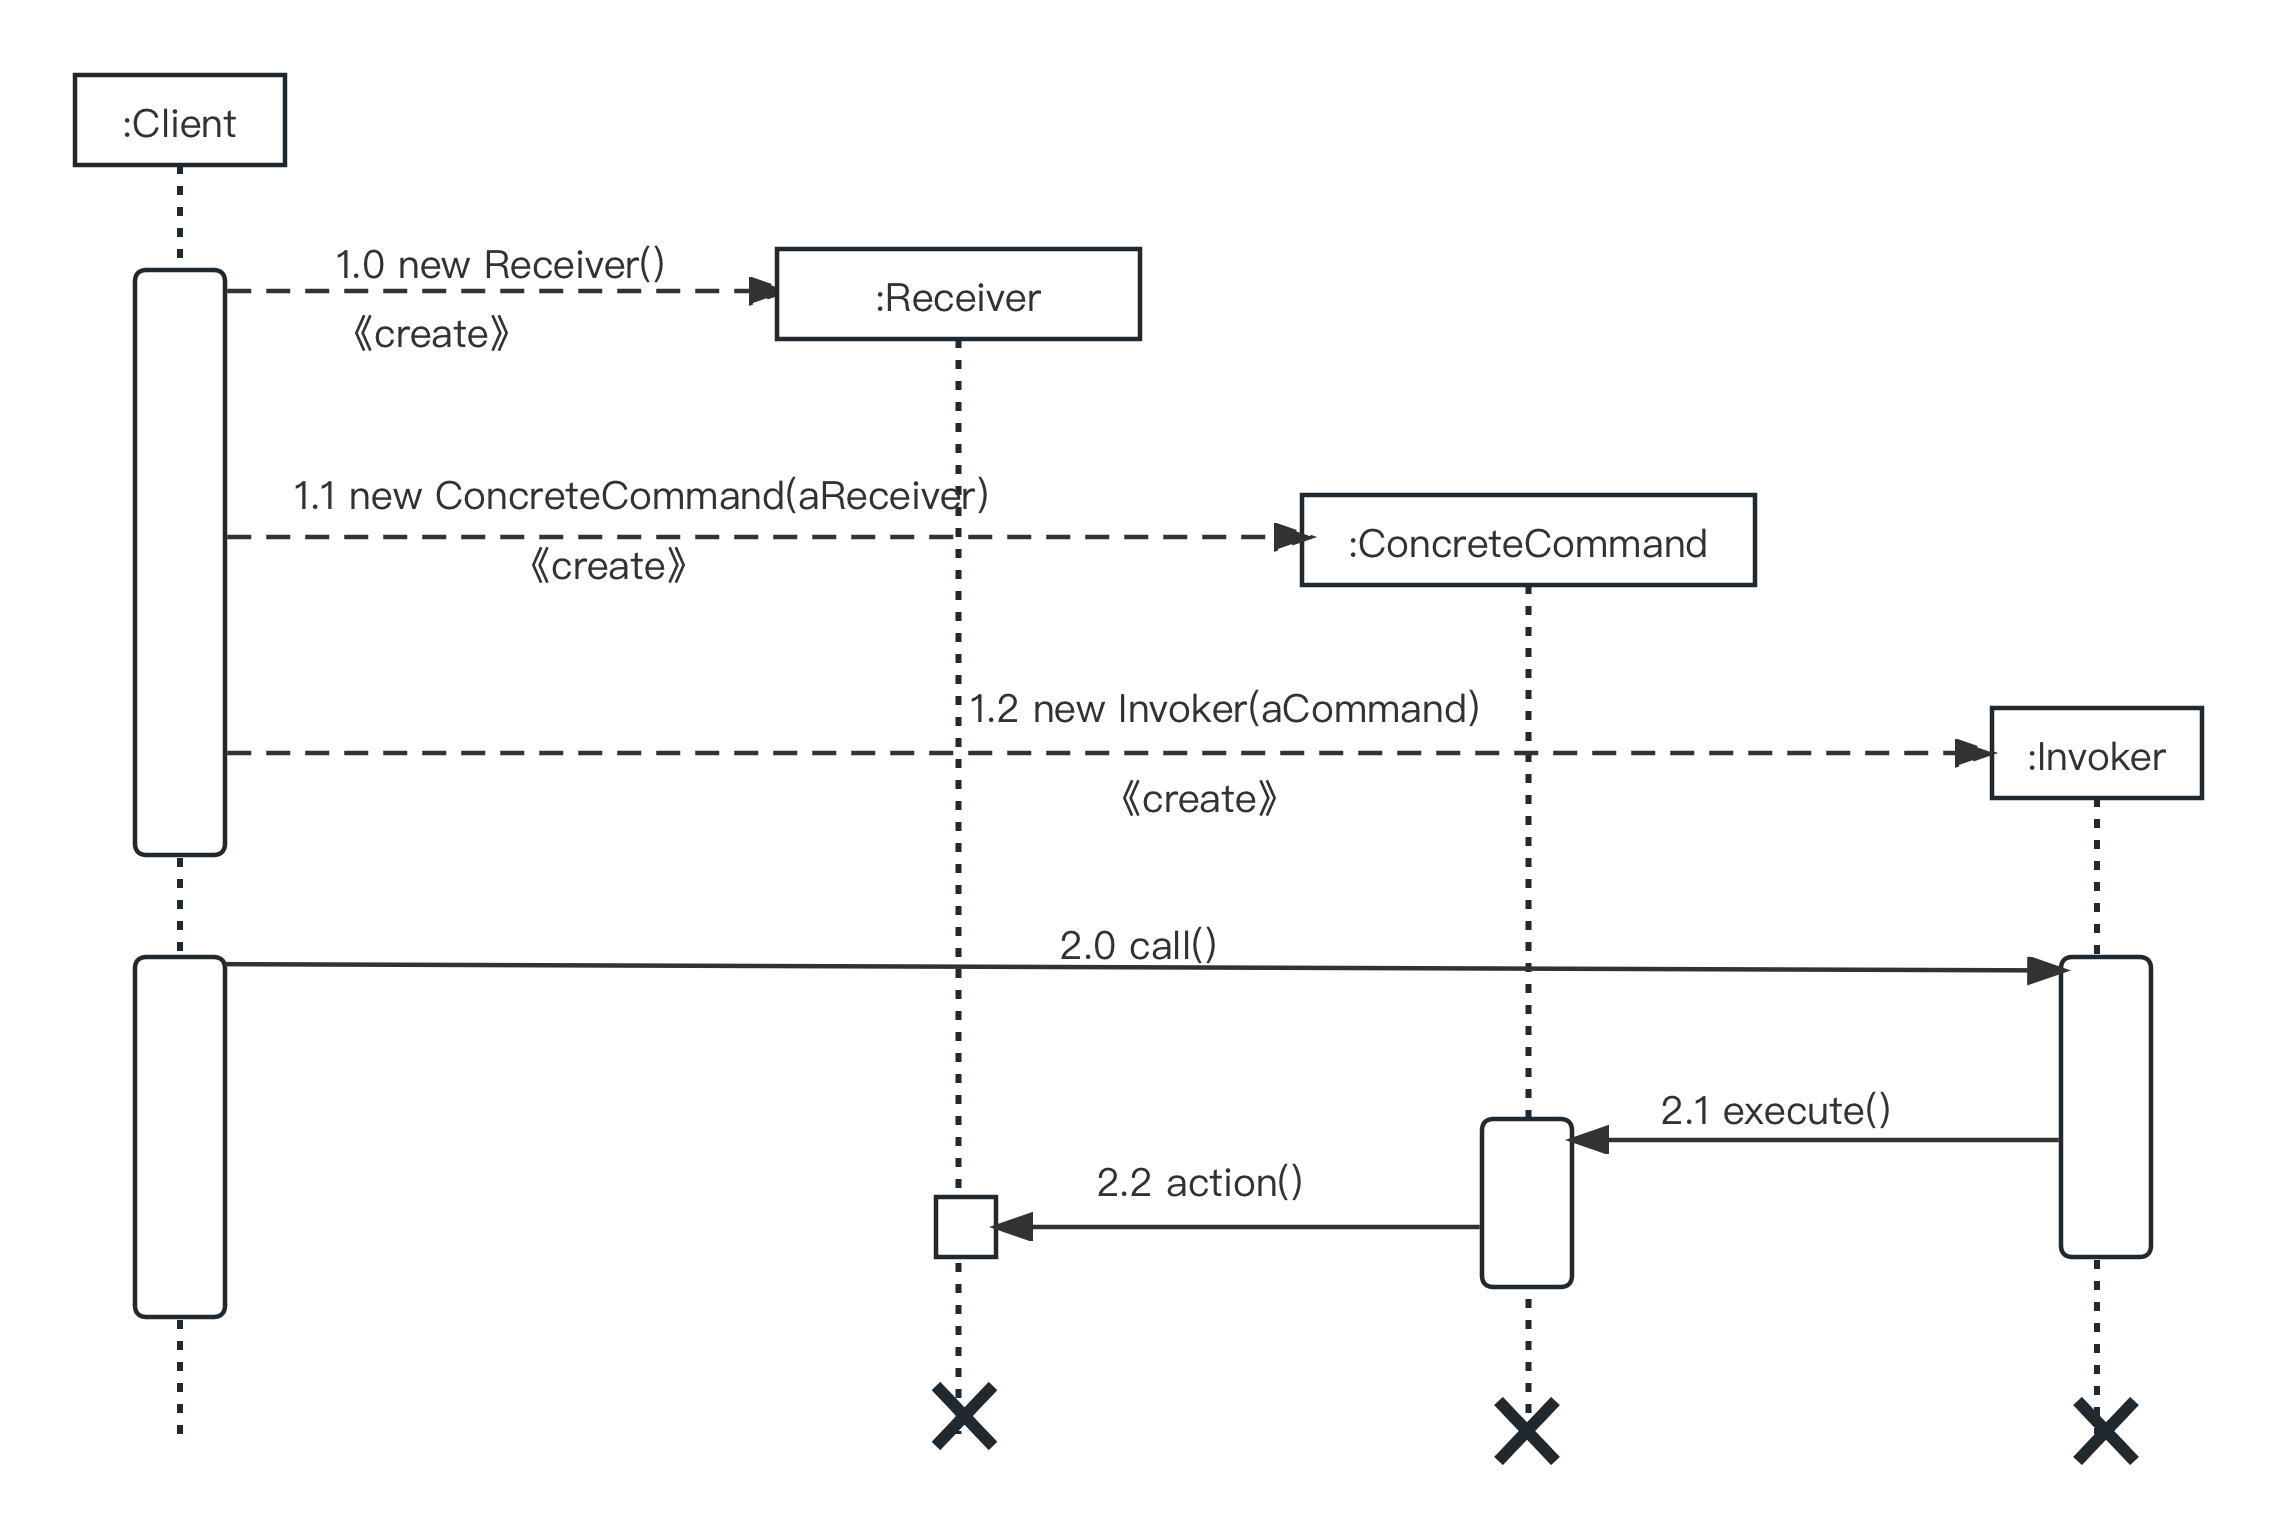 :Client
1.0 new Receiver()
:Receiver
《create》
1.1 new ConcreteCommand(aReceiver)
:ConcreteCommand
《create》
1.2 new Invoker(aCommand)
:Invoker
《create》
2.0 call()
2.1 execute()
2.2 action()